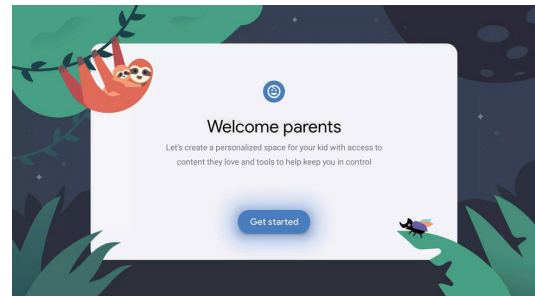 Welcome parents
Let's create a personalized space for your kid with access to
content they love and tools to help keep you in control
Get started